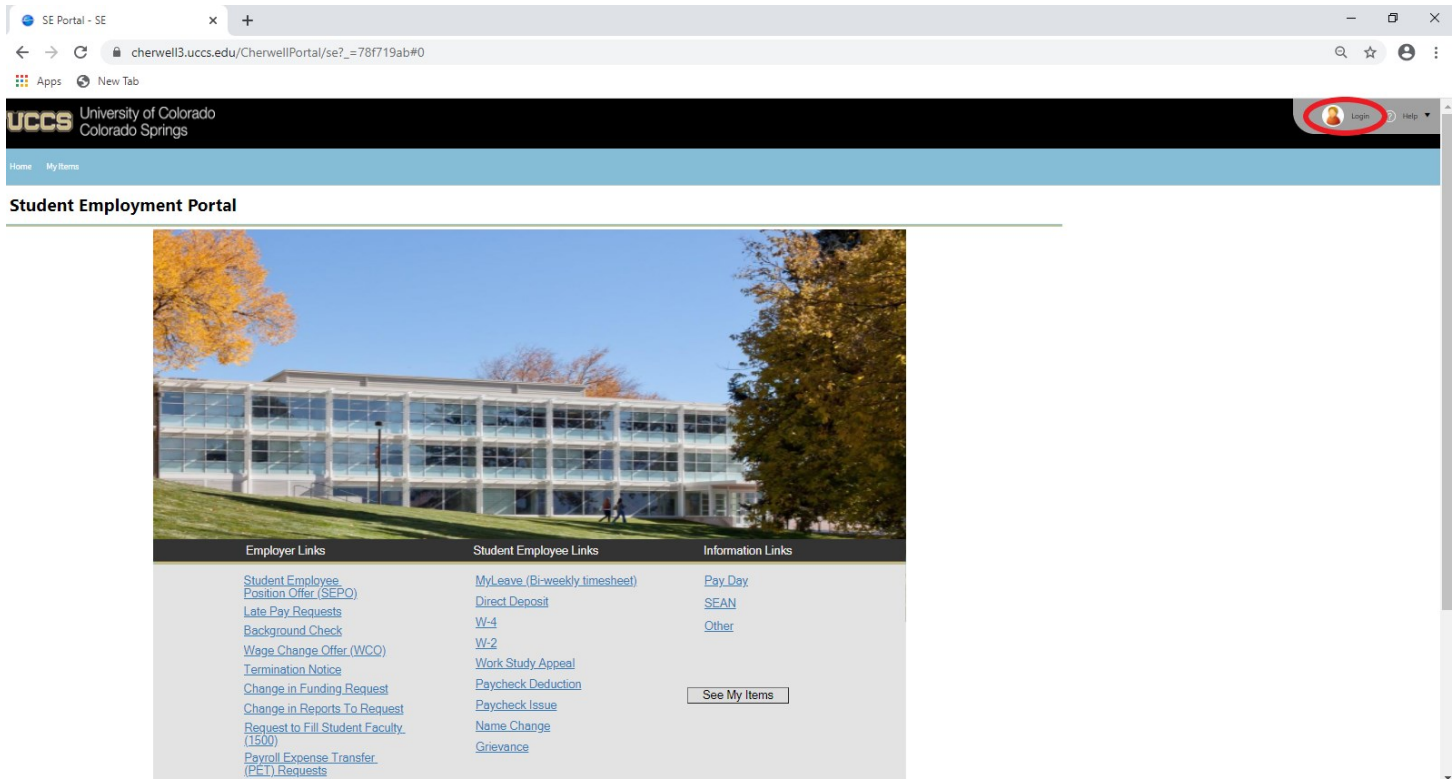 SE Portal - SE
cherwell3.uccs.edu/CherwellPortal/se?_=78f719ab#0
Apps New Tab
UCCS University of Colorado
Colorado Springs
Login ? Help
Home My Items
Student Employment Portal
Employer Links
Student Employee
Position Offer (SEPO)
Late Pay Requests
Background Check
Wage Change Offer (WCO)
Termination Notice
Change in Funding Request
Change in Reports To Request
Request to Fill Student Faculty
(1500)
Payroll Expense Transfer
(PET) Requests
Student Employee Links
MyLeave (Bi-weekly timesheet)
Direct Deposit
W-4
W-2
Work Study Appeal
Paycheck Deduction
Paycheck Issue
Name Change
Grievance
Information Links
Pay Day
SEAN
Other
See My Items